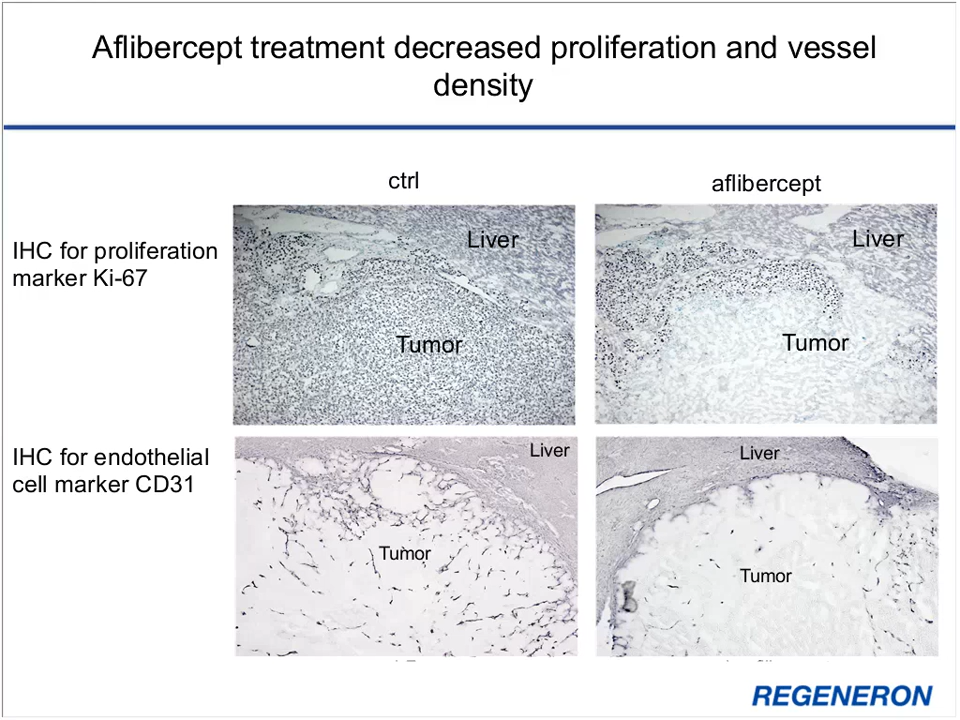 Aflibercept treatment decreased proliferation and vessel
density
ctrl
aflibercept
IHC for proliferation
marker Ki-67
Liver
Tumor
Liver
Tumor
IHC for endothelial
cell marker CD31
Liver
Tumor
Liver
Tumor
REGENERON